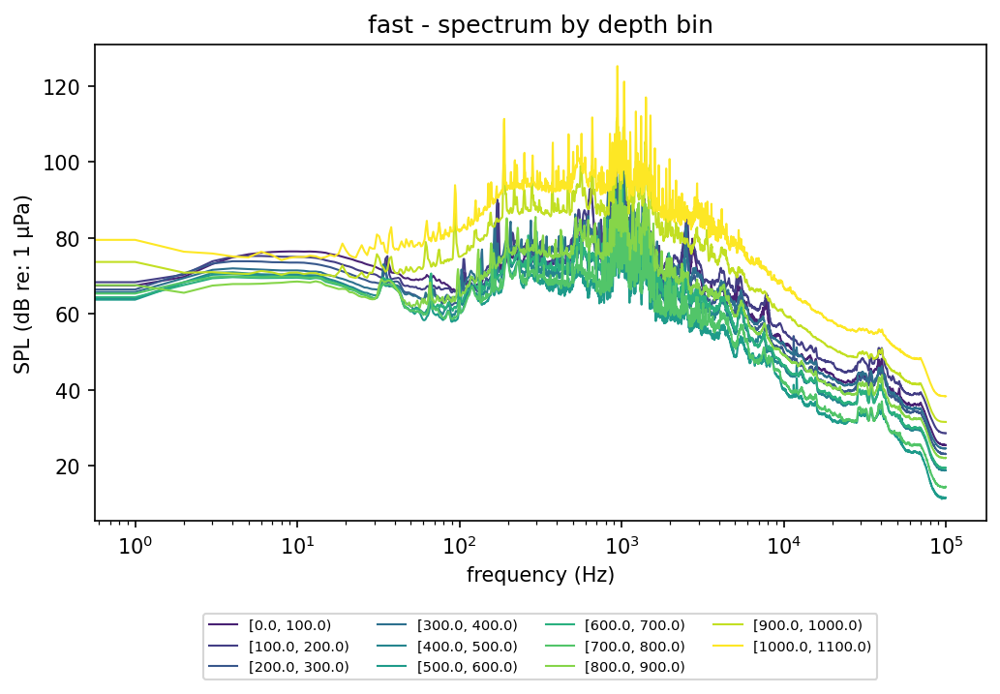 fast - spectrum by depth bin
SPL (dB re: 1 μPa)
120
100
80
60
40
20
10⁰ 10¹ 10² 10³ 10⁴ 10⁵
frequency (Hz)
[0.0, 100.0) [300.0, 400.0) [600.0, 700.0) [900.0, 1000.0)
[100.0, 200.0) [400.0, 500.0) [700.0, 800.0) [1000.0, 1100.0)
[200.0, 300.0) [500.0, 600.0) [800.0, 900.0)